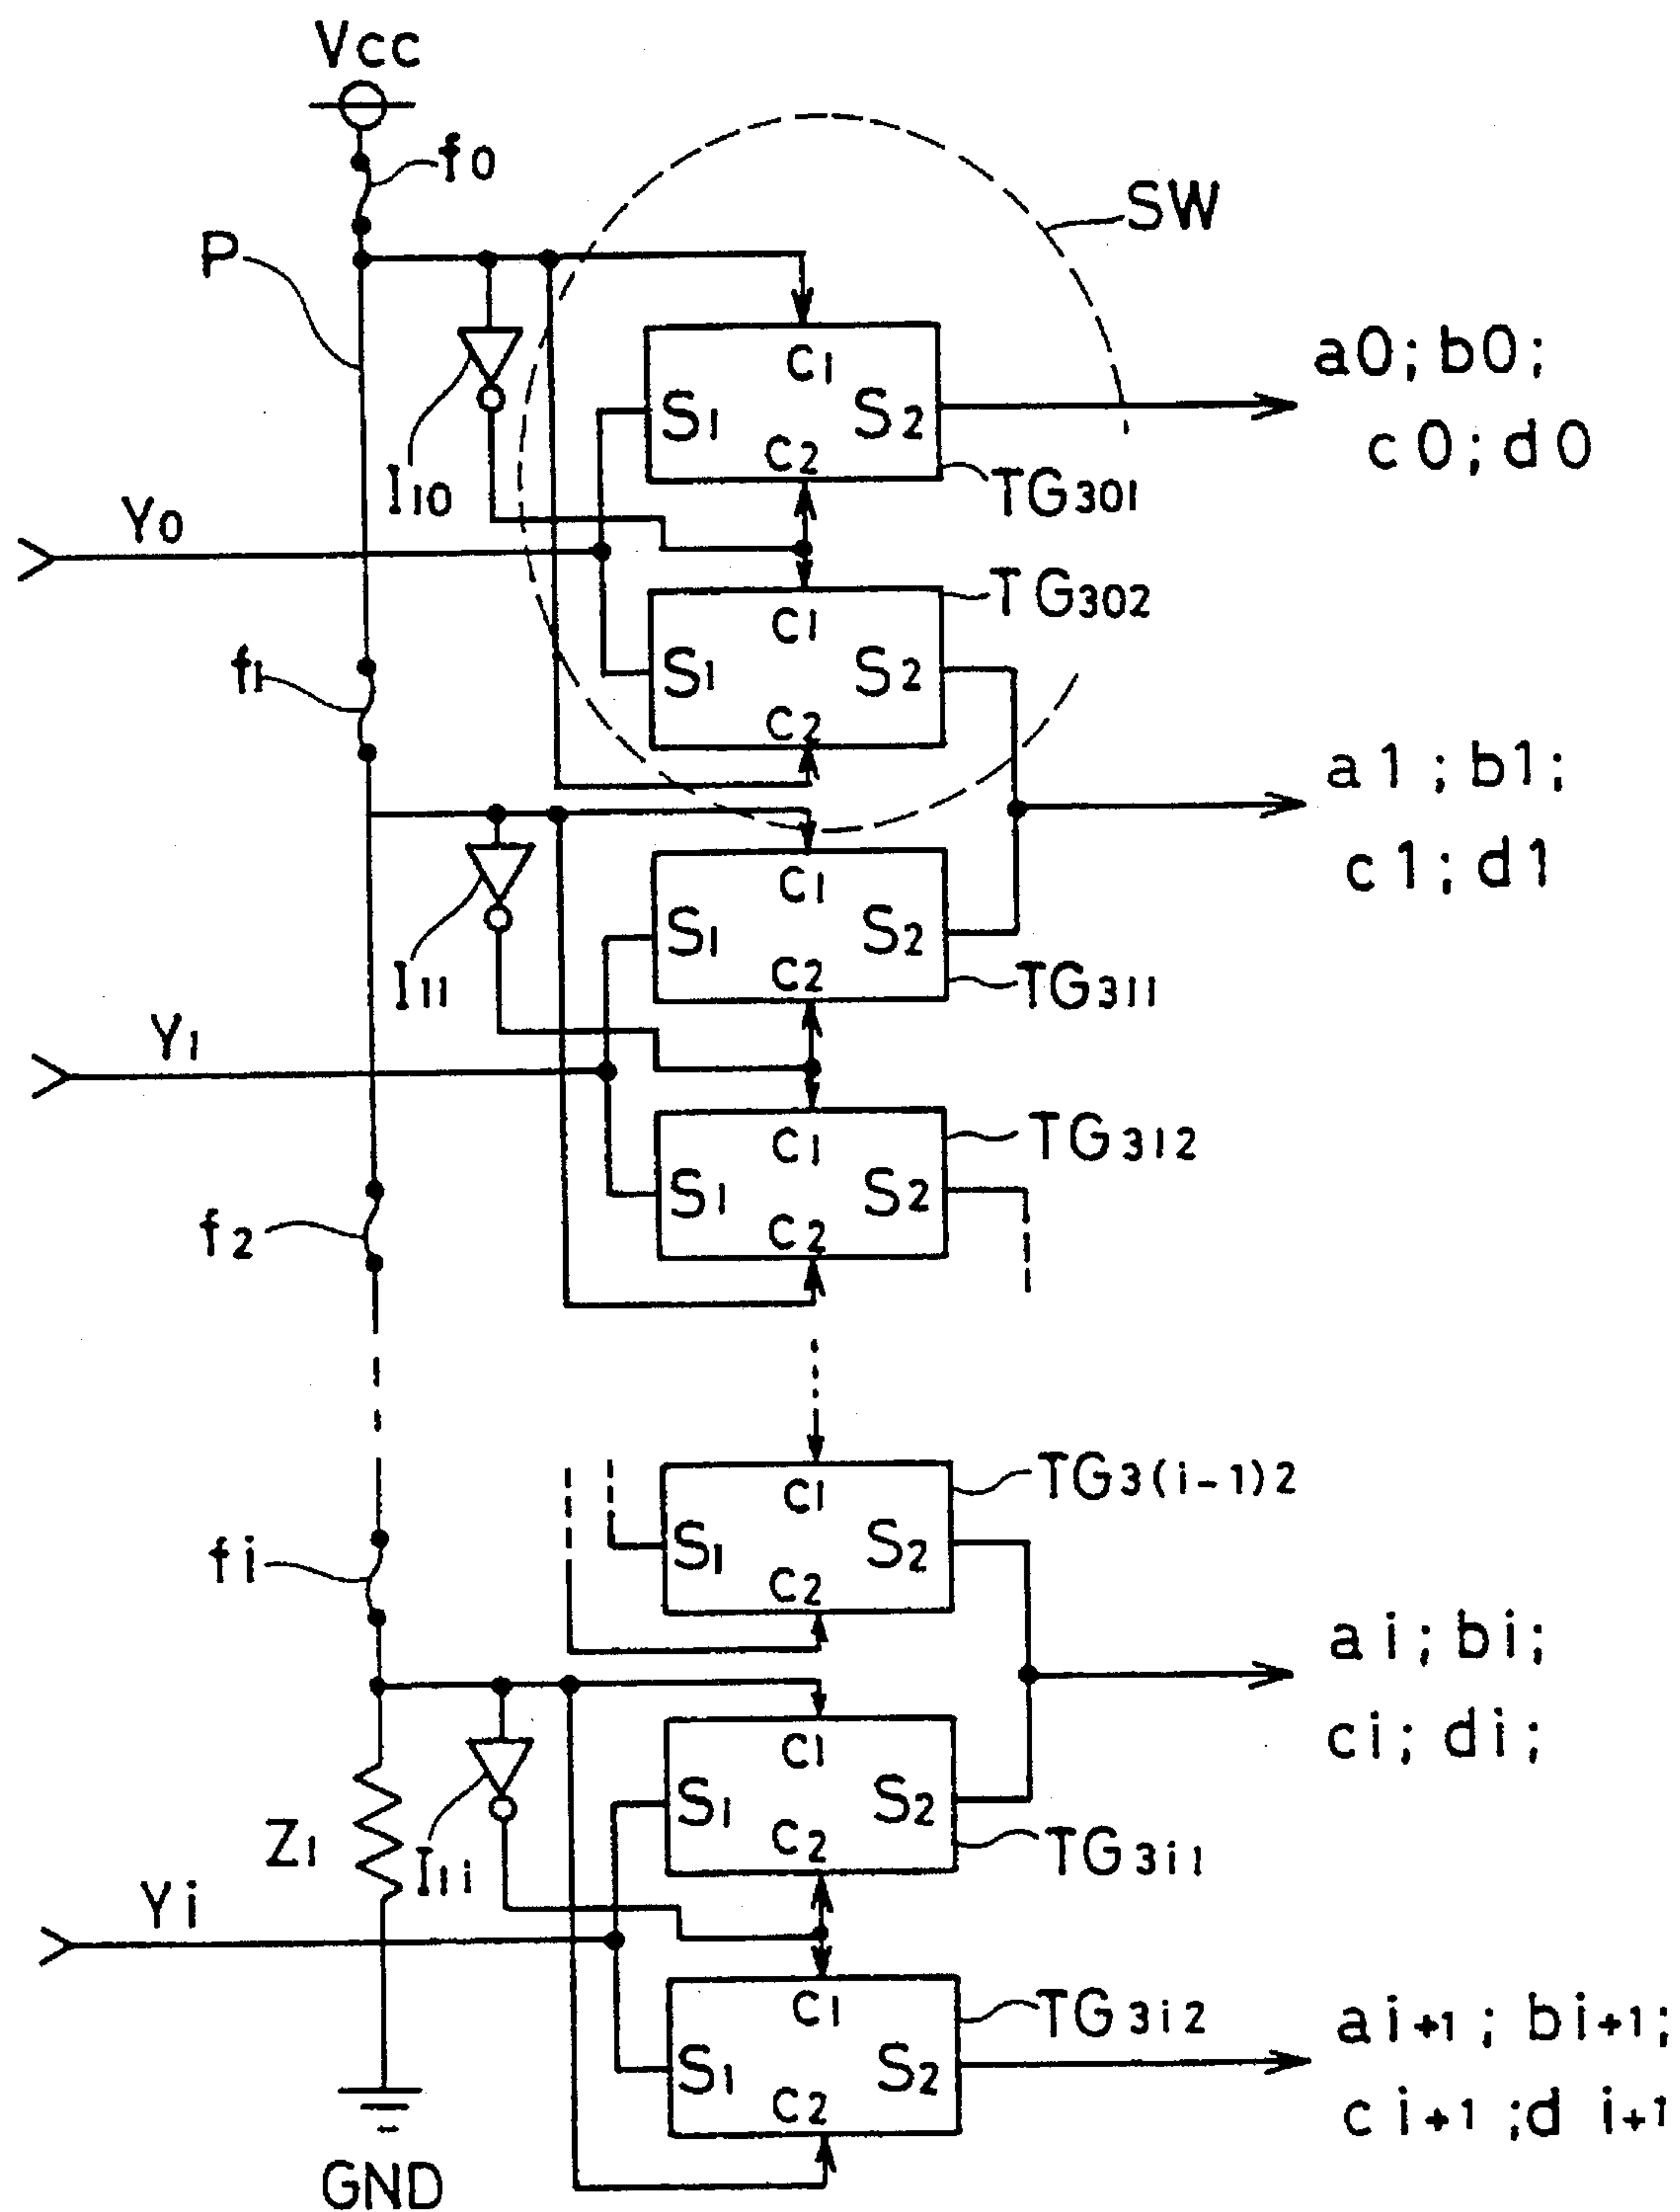 Vcc
f0
SW
P
C1
S1 S2
C2
a0; b0;
c0; d0
I10
TG301
Y0
TG302
C1
S1 S2
C2
f1
a1; b1;
c1; d1
C1
S1 S2
C2
I11
TG311
Y1
TG312
C1
S1 S2
C2
f2
TG3(i-1)2
C1
S1 S2
C2
fi
ai; bi;
ci; di;
C1
S1 S2
C2
Z1
I1i
TG3i1
Yi
TG3i2
C1
S1 S2
C2
ai+1; bi+1;
ci+1; di+1
GND